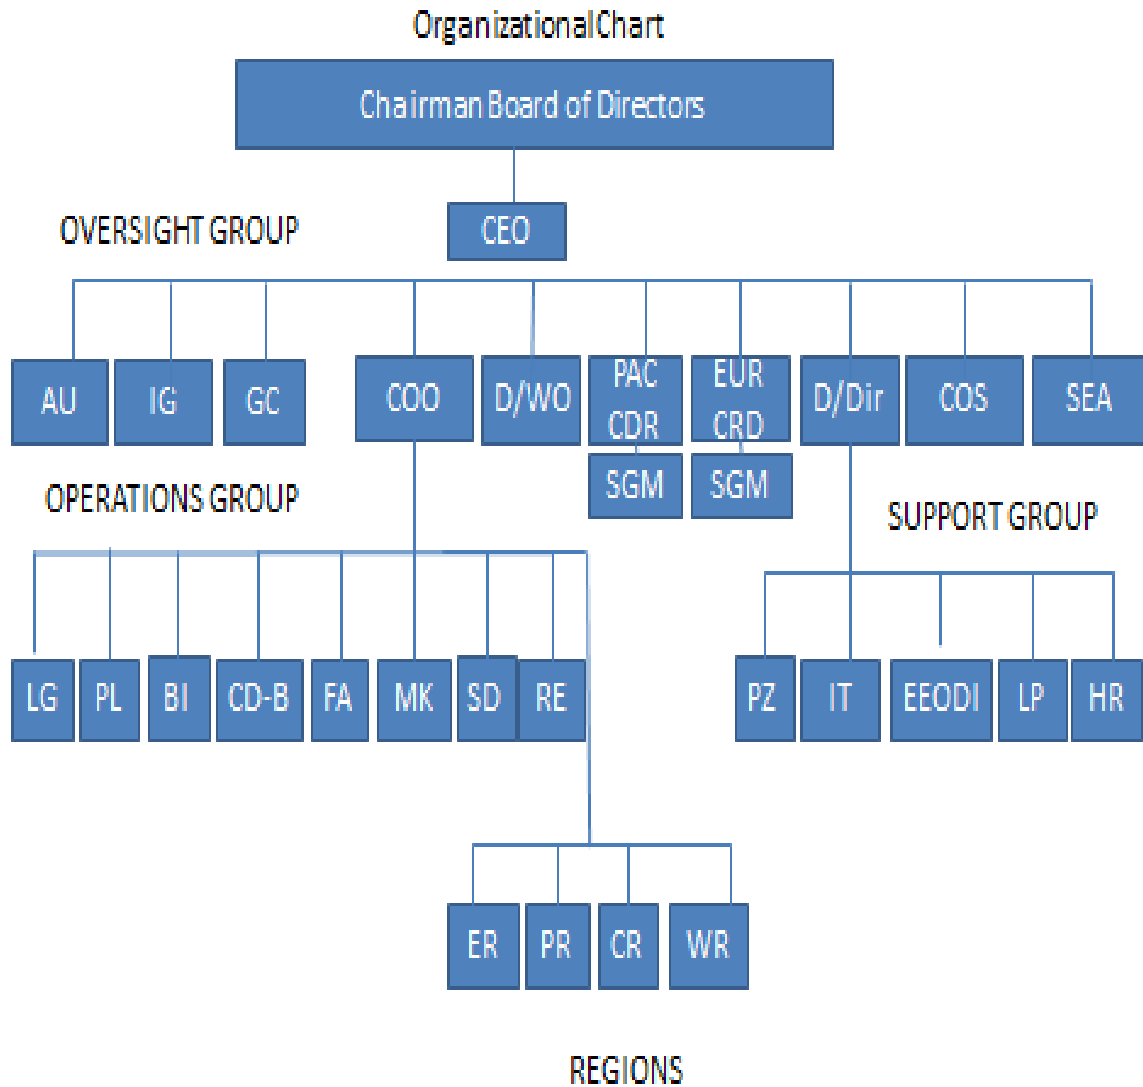 OrganizationalChart
Chairman Board of Directors
OVERSIGHT GROUP
CEO
AU
IG
GC
COO
D/WO
PAC
CDR
EUR
CRD
D/Dir
COS
SEA
SGM
SGM
OPERATIONS GROUP
SUPPORT GROUP
LG
PL
BI
CD-B
FA
MK
SD
RE
PZ
IT
EEODI
LP
HR
ER
PR
CR
WR
REGIONS